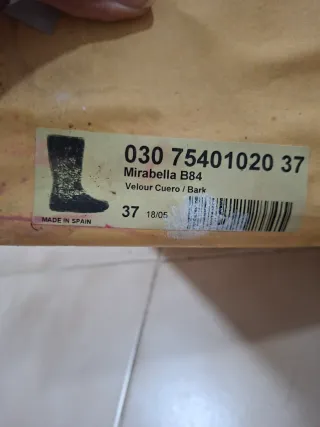 030 75401020 37
Mirabella B84
Velour Cuero / Bark
37 18/05
MADE IN SPAIN